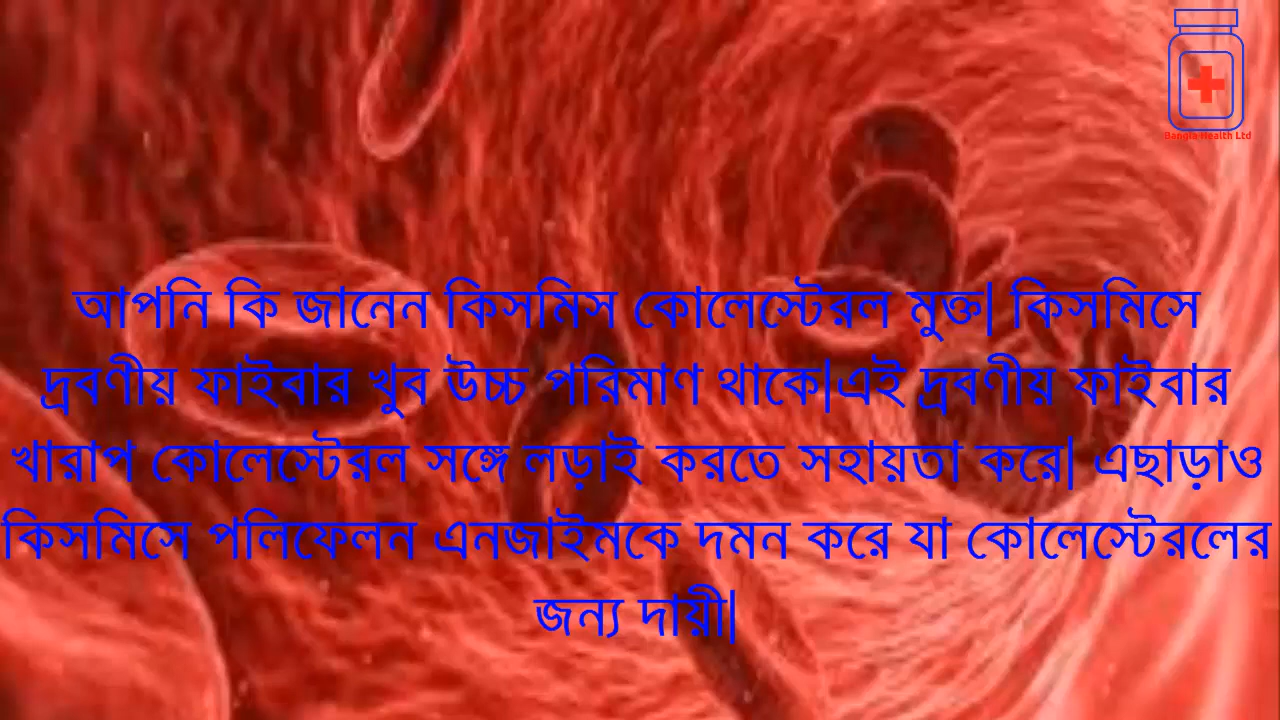 Bangla Health Ltd
আপনি কি জানেন কিসমিস কোলেস্টেরল মুক্ত| কিসমিসে
দ্রবণীয় ফাইবার খুব উচ্চ পরিমাণ থাকে|এই দ্রবণীয় ফাইবার
খারাপ কোলেস্টেরল সঙ্গে লড়াই করতে সহায়তা করে| এছাড়াও
কিসমিসে পলিফেলন এনজাইমকে দমন করে যা কোলেস্টেরলের
জন্য দায়ী|